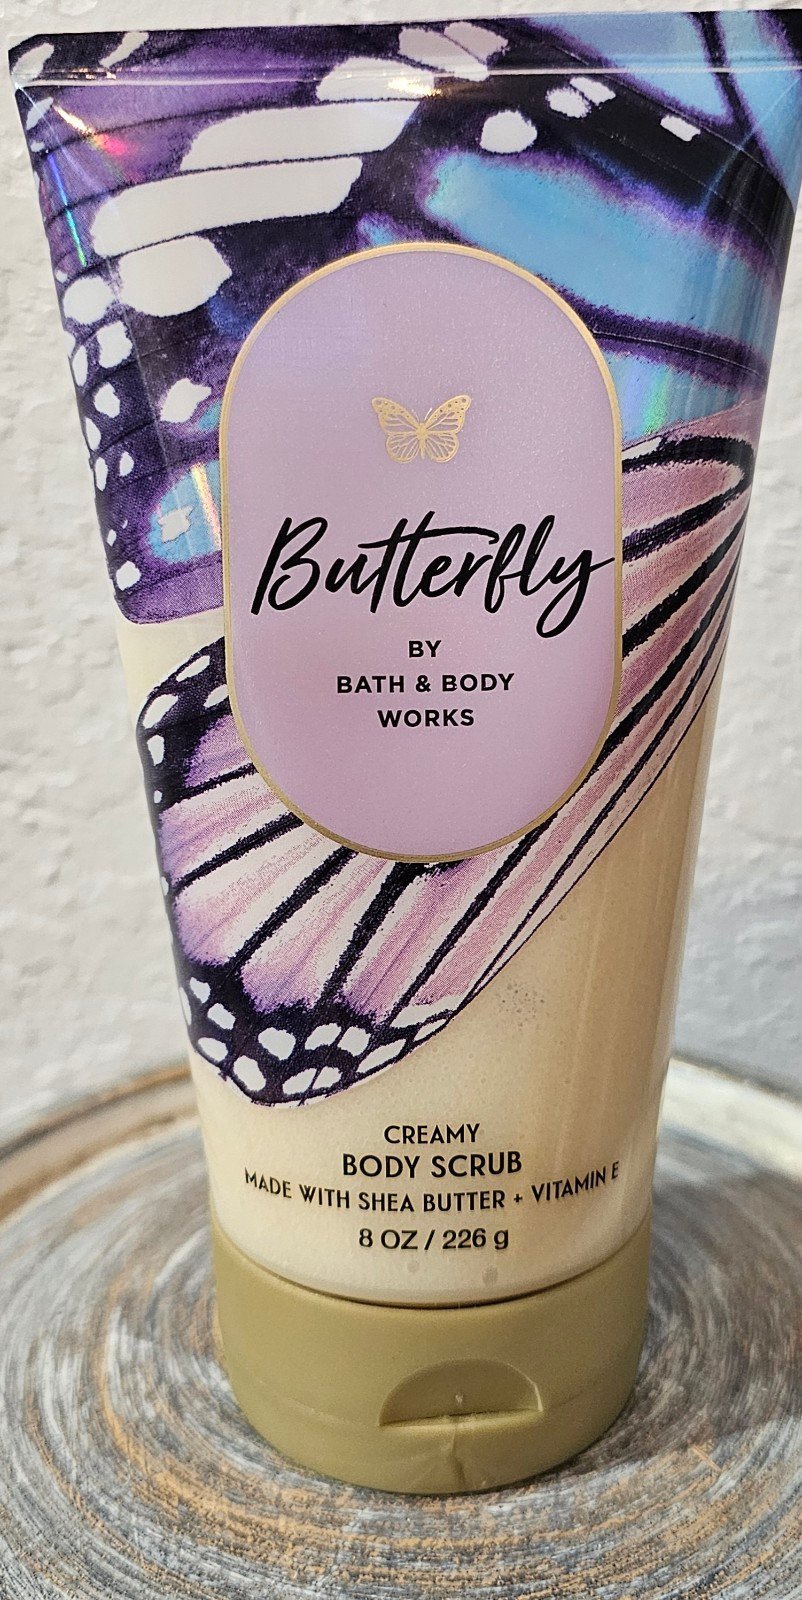 Butterfly
BY
BATH & BODY
WORKS
CREAMY
BODY SCRUB
MADE WITH SHEA BUTTER + VITAMIN E
8 OZ / 226 g